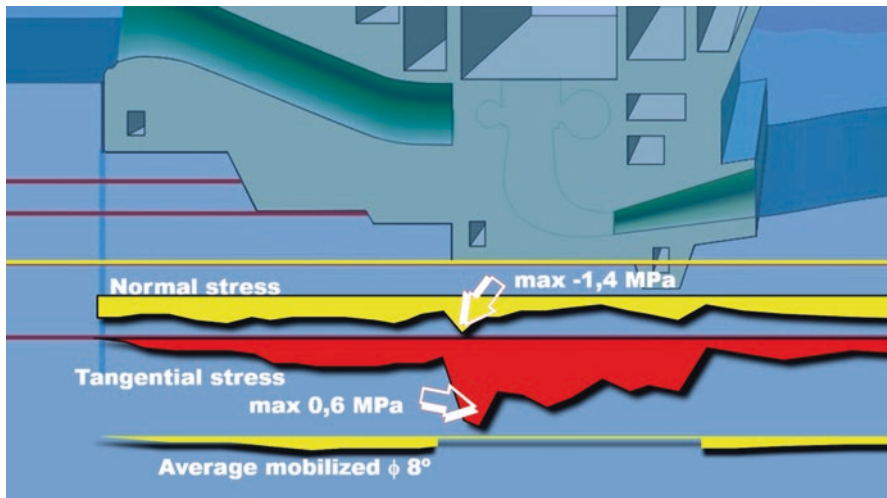 max -1,4 MPa
Normal stress
Tangential stress
max 0,6 MPa
Average mobilized ϕ 8º